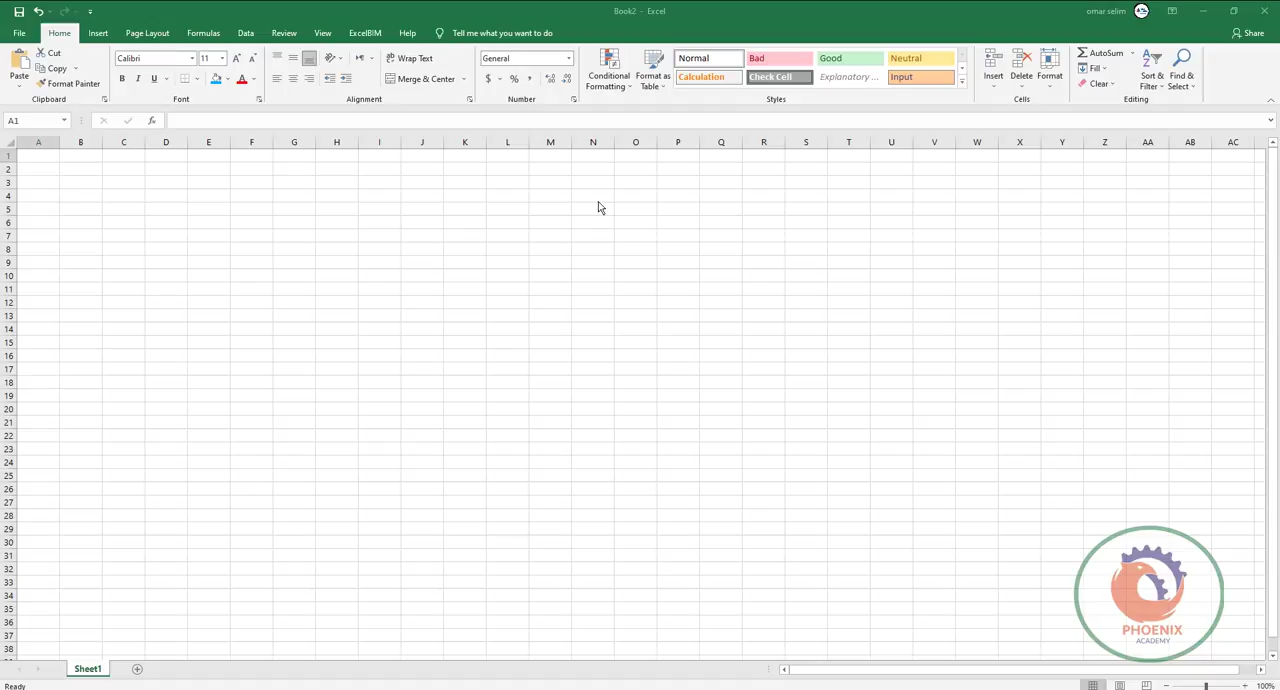 Book2 - Excel
omar selim
File Home Insert Page Layout Formulas Data Review View ExcelBIM Help Tell me what you want to do Share
Paste
Cut
Copy
Format Painter
Clipboard
Calibri 11
B I U A
Font
Wrap Text
Merge & Center
Alignment
General
$ % ,
Number
Conditional Formatting
Format as Table
Normal Bad Good Neutral
Calculation Check Cell Explanatory ... Input
Styles
Insert Delete Format
Cells
AutoSum
Fill
Clear
Sort & Filter
Find & Select
Editing
A1 fx
A B C D E F G H I J K L M N O P Q R S T U V W X Y Z AA AB AC
1
2
3
4
5
6
7
8
9
10
11
12
13
14
15
16
17
18
19
20
21
22
23
24
25
26
27
28
29
30
31
32
33
34
35
36
37
38
PHOENIX
ACADEMY
Sheet1
Ready
100%